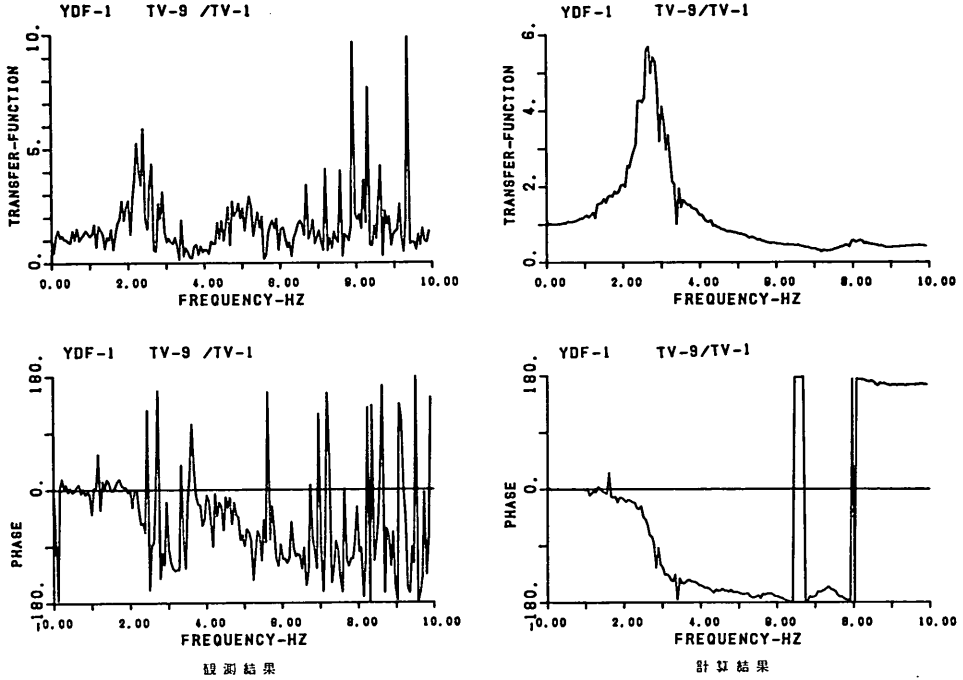 YDF-1 TV-9 /TV-1
TRANSFER-FUNCTION
10.
5.
0.
0.00 2.00 4.00 6.00 8.00 10.00
FREQUENCY-HZ
YDF-1 TV-9/TV-1
TRANSFER-FUNCTION
6.
4.
2.
0.
0.00 2.00 4.00 6.00 8.00 10.00
FREQUENCY-HZ
YDF-1 TV-9 /TV-1
PHASE
180.
0.
-180.
0.00 2.00 4.00 6.00 8.00 10.00
FREQUENCY-HZ
観測結果
YDF-1 TV-9/TV-1
PHASE
180.
0.
-180.
0.00 2.00 4.00 6.00 8.00 10.00
FREQUENCY-HZ
計算結果